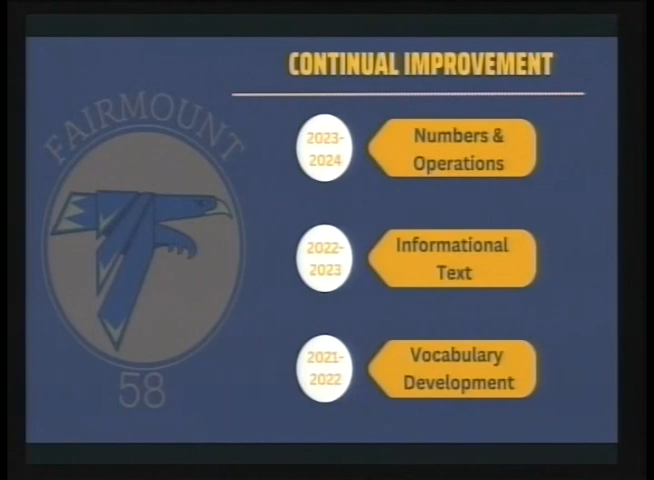 CONTINUAL IMPROVEMENT
FAIRMOUNT
58
2023-
2024
Numbers &
Operations
2022-
2023
Informational
Text
2021-
2022
Vocabulary
Development